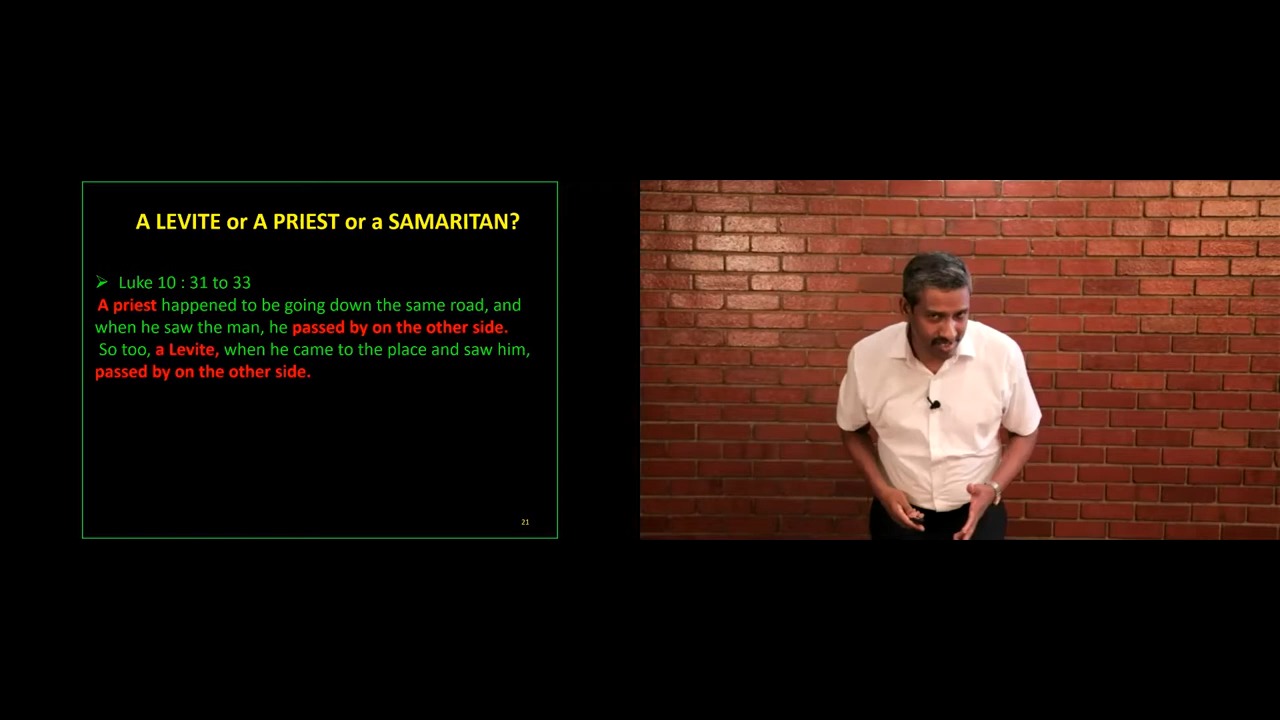 A LEVITE or A PRIEST or a SAMARITAN?
➢ Luke 10 : 31 to 33
A priest happened to be going down the same road, and
when he saw the man, he passed by on the other side.
So too, a Levite, when he came to the place and saw him,
passed by on the other side.
21